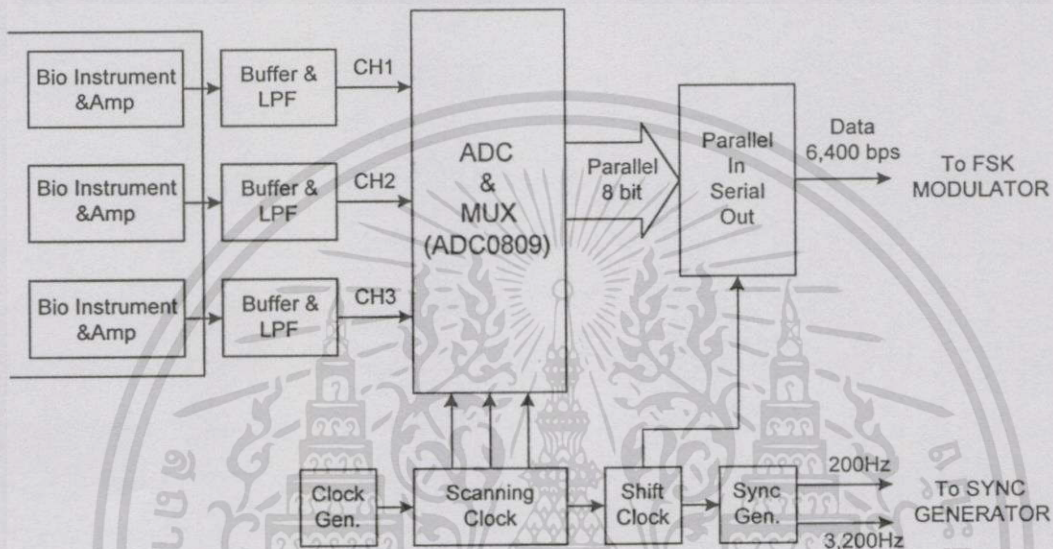 Bio Instrument
&Amp
Buffer &
LPF
CH1
Bio Instrument
&Amp
Buffer &
LPF
CH2
Bio Instrument
&Amp
Buffer &
LPF
CH3
ADC
&
MUX
(ADC0809)
Parallel
8 bit
Parallel
In
Serial
Out
Data
6,400 bps
To FSK
MODULATOR
Clock
Gen.
Scanning
Clock
Shift
Clock
Sync
Gen.
200Hz
3,200Hz
To SYNC
GENERATOR